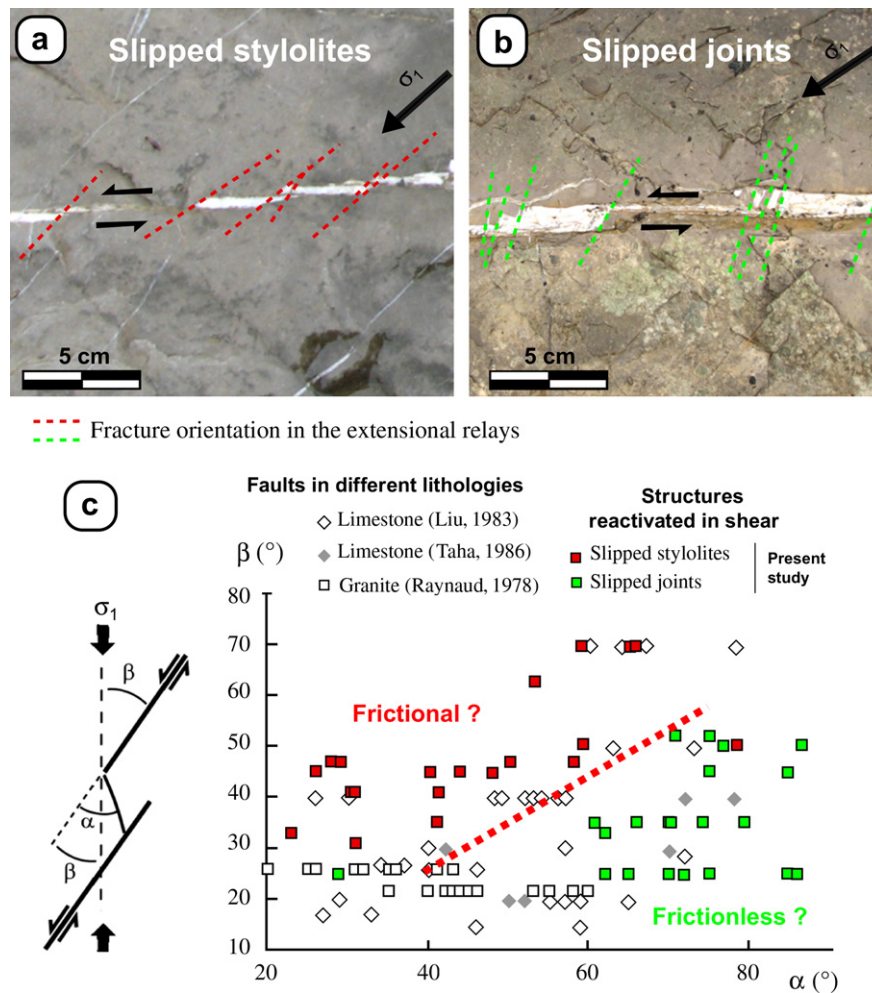 a
Slipped stylolites
σ1
5 cm
b
Slipped joints
σ1
5 cm
Fracture orientation in the extensional relays
c
Faults in different lithologies
Limestone (Liu, 1983)
Limestone (Taha, 1986)
Granite (Raynaud, 1978)
Structures
reactivated in shear
Slipped stylolites
Slipped joints
Present
study
σ1
β
α
β
β (°)
80
70
60
50
40
30
20
10
Frictional ?
Frictionless ?
20
40
60
80
α (°)